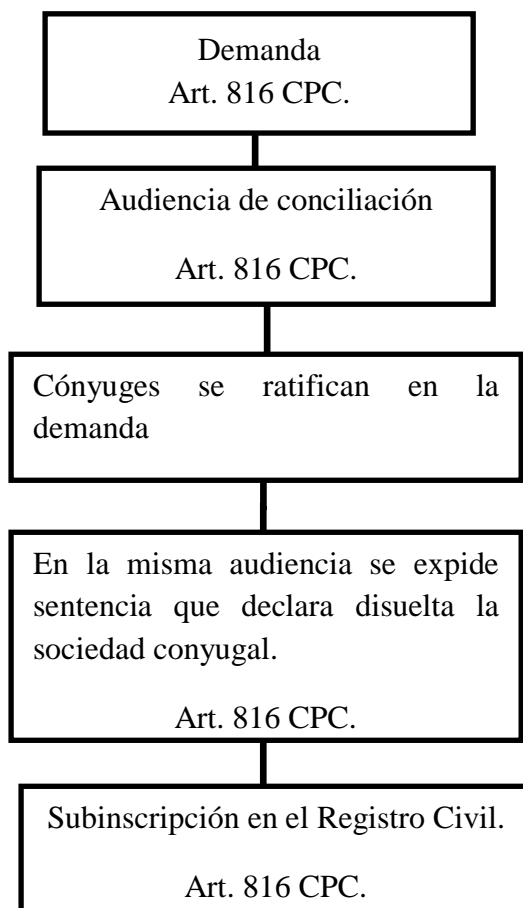 Demanda
Art. 816 CPC.
Audiencia de conciliación
Art. 816 CPC.
Cónyuges se ratifican en la
demanda
En la misma audiencia se expide
sentencia que declara disuelta la
sociedad conyugal.
Art. 816 CPC.
Subinscripción en el Registro Civil.
Art. 816 CPC.